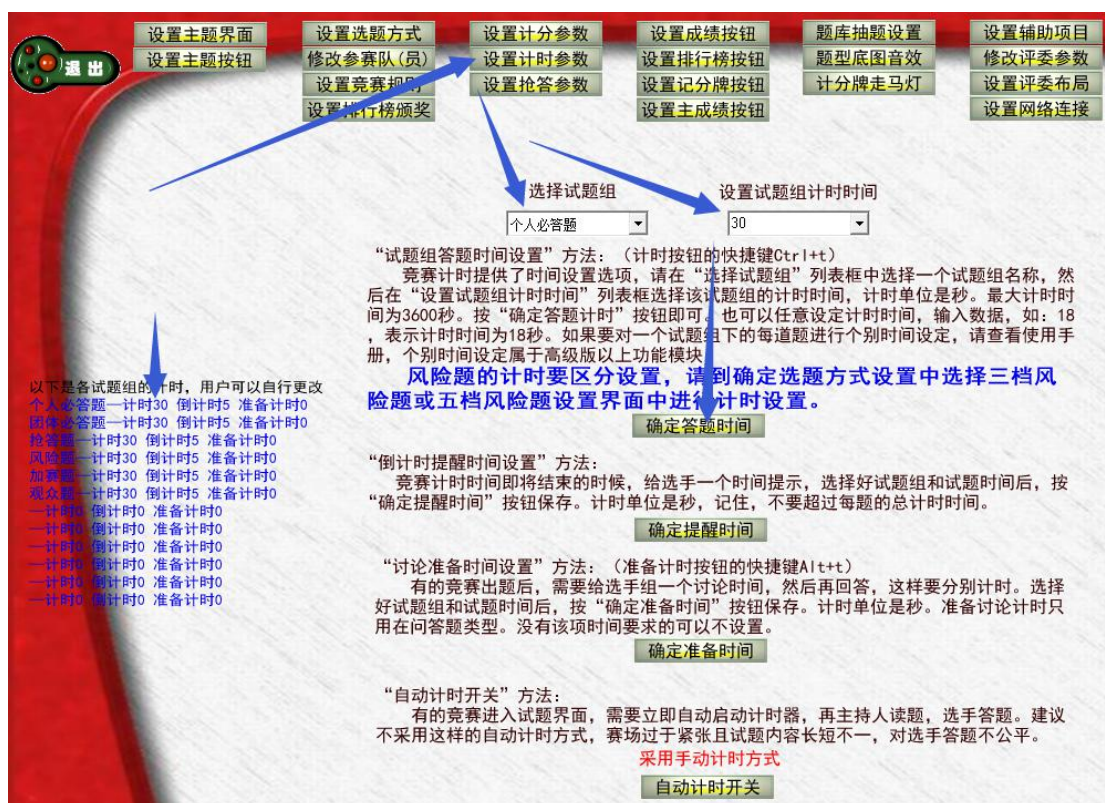 设置主题界面 设置选题方式 设置计分参数 设置成绩按钮 题库抽题设置 设置辅助项目
退出 设置主题按钮 修改参赛队(员) 设置计时参数 设置排行榜按钮 题型底图音效 修改评委参数
设置竞赛规则 设置抢答参数 设置记分牌按钮 计分牌走马灯 设置评委布局
设置排行榜颁奖 设置主成绩按钮 设置网络连接
选择试题组 设置试题组计时时间
个人必答题 30
“试题组答题时间设置”方法：（计时按钮的快捷键Ctrl+t）
竞赛计时提供了时间设置选项，请在“选择试题组”列表框中选择一个试题组名称，然
后在“设置试题组计时时间”列表框选择该试题组的计时时间，计时单位是秒。最大计时时
间为3600秒。按“确定答题计时”按钮即可。也可以任意设定计时时间，输入数据，如：18
，表示计时时间为18秒。如果要对一个试题组下的每道题进行个别时间设定，请查看使用手
册，个别时间设定属于高级版以上功能模块
风险题的计时要区分设置，请到确定选题方式设置中选择三档风
险题或五档风险题设置界面中进行计时设置。
确定答题时间
以下是各试题组的计时，用户可以自行更改
个人必答题—计时30 倒计时5 准备计时0
团体必答题—计时30 倒计时5 准备计时0
抢答题—计时30 倒计时5 准备计时0
风险题—计时30 倒计时5 准备计时0
加赛题—计时30 倒计时5 准备计时0
观众题—计时30 倒计时5 准备计时0
—计时0 倒计时0 准备计时0
—计时0 倒计时0 准备计时0
—计时0 倒计时0 准备计时0
—计时0 倒计时0 准备计时0
—计时0 倒计时0 准备计时0
—计时0 倒计时0 准备计时0
“倒计时提醒时间设置”方法：
竞赛计时时间即将结束的时候，给选手一个时间提示，选择好试题组和试题时间后，按
“确定提醒时间”按钮保存。计时单位是秒，记住，不要超过每题的总计时时间。
确定提醒时间
“讨论准备时间设置”方法：（准备计时按钮的快捷键Alt+t）
有的竞赛出题后，需要给选手组一个讨论时间，然后再回答，这样要分别计时。选择
好试题组和试题时间后，按“确定准备时间”按钮保存。计时单位是秒。准备讨论计时只
用在问答题类型。没有该项时间要求的可以不设置。
确定准备时间
“自动计时开关”方法：
有的竞赛进入试题界面，需要立即自动启动计时器，再主持人读题，选手答题。建议
不采用这样的自动计时方式，赛场过于紧张且试题内容长短不一，对选手答题不公平。
采用手动计时方式
自动计时开关